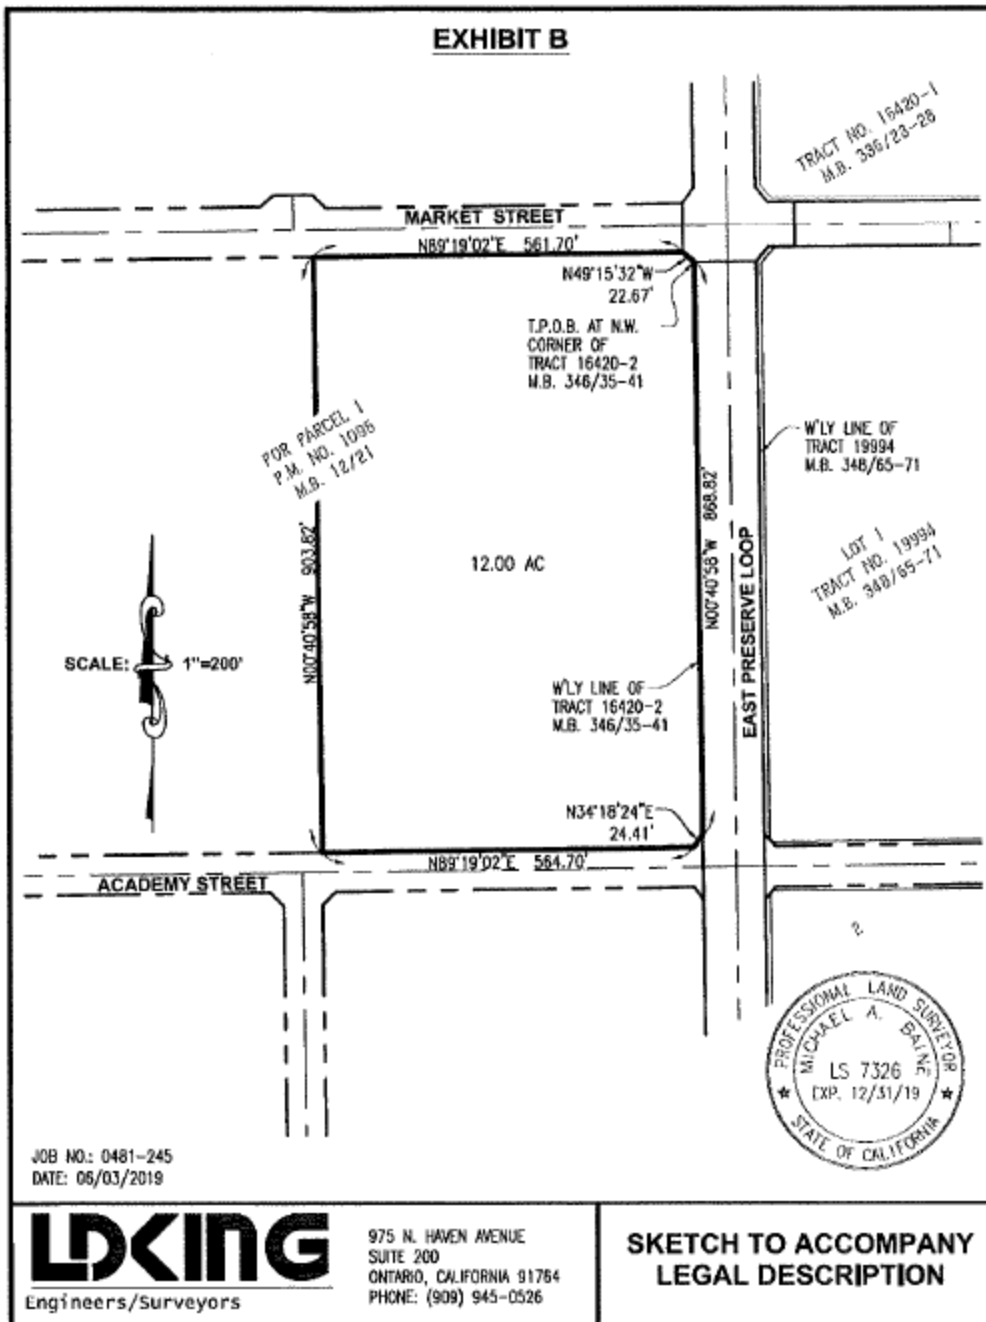 EXHIBIT B
TRACT NO. 16420-1
M.B. 336/23-28
MARKET STREET
N89°19'02"E 561.70'
N49°15'32"W
22.67'
T.P.O.B. AT N.W.
CORNER OF
TRACT 16420-2
M.B. 346/35-41
POR PARCEL 1
P.M. NO. 1096
M.B. 12/21
W'LY LINE OF
TRACT 19994
M.B. 348/65-71
N00°40'58"W 903.82'
12.00 AC
N00°40'58"W 868.82'
EAST PRESERVE LOOP
LOT 1
TRACT NO. 19994
M.B. 348/65-71
SCALE: 1"=200'
W'LY LINE OF
TRACT 16420-2
M.B. 346/35-41
N34°18'24"E
24.41'
N89°19'02"E 564.70'
ACADEMY STREET
2
PROFESSIONAL LAND SURVEYOR
MICHAEL A. BAINE
LS 7326
EXP. 12/31/19
STATE OF CALIFORNIA
JOB NO.: 0481-245
DATE: 06/03/2019
LDKING
Engineers/Surveyors
975 N. HAVEN AVENUE
SUITE 200
ONTARIO, CALIFORNIA 91764
PHONE: (909) 945-0526
SKETCH TO ACCOMPANY
LEGAL DESCRIPTION